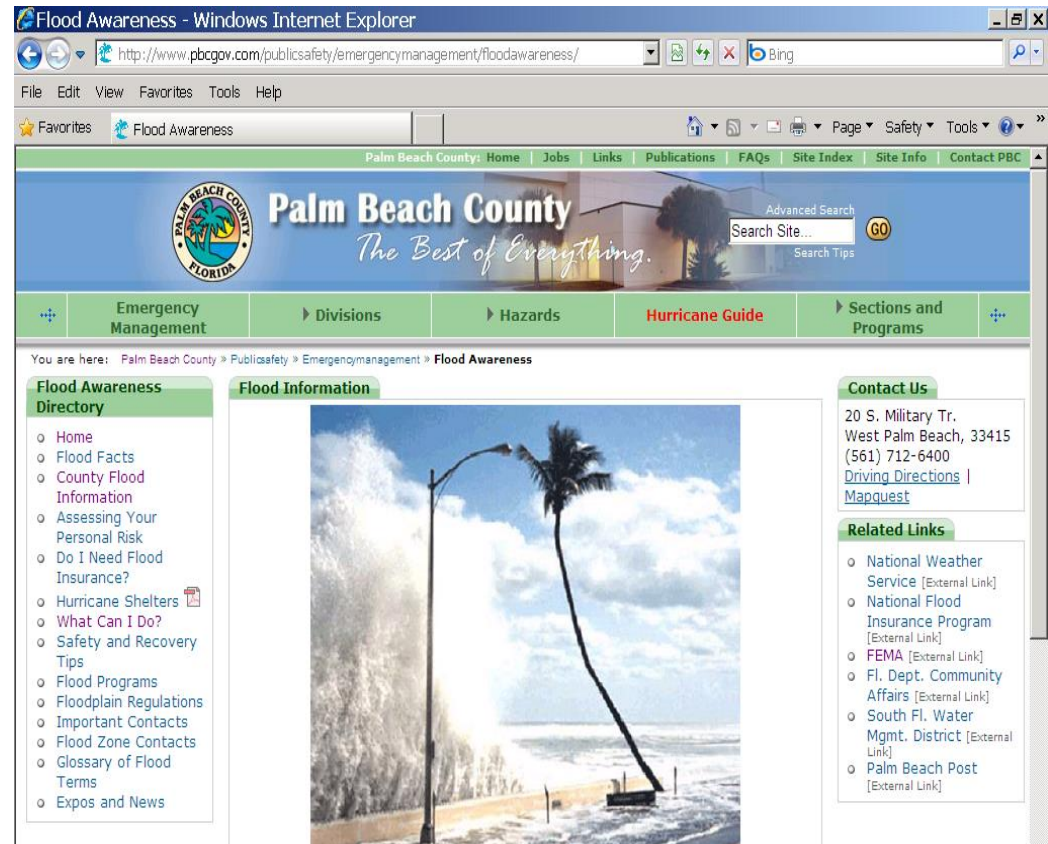 Flood Awareness - Windows Internet Explorer
http://www.pbcgov.com/publicsafety/emergencymanagement/floodawareness/
Bing
File Edit View Favorites Tools Help
Favorites
Flood Awareness
Page Safety Tools »
Palm Beach County: Home | Jobs | Links | Publications | FAQs | Site Index | Site Info | Contact PBC
PALM BEACH COUNTY
FLORIDA
Palm Beach County
The Best of Everything.
Advanced Search
Search Site...
GO
Search Tips
Emergency
Management
Divisions
Hazards
Hurricane Guide
Sections and
Programs
You are here: Palm Beach County » Publicsafety » Emergencymanagement » Flood Awareness
Flood Awareness
Directory
Home
Flood Facts
County Flood
Information
Assessing Your
Personal Risk
Do I Need Flood
Insurance?
Hurricane Shelters
What Can I Do?
Safety and Recovery
Tips
Flood Programs
Floodplain Regulations
Important Contacts
Flood Zone Contacts
Glossary of Flood
Terms
Expos and News
Flood Information
Contact Us
20 S. Military Tr.
West Palm Beach, 33415
(561) 712-6400
Driving Directions |
Mapquest
Related Links
National Weather
Service [External Link]
National Flood
Insurance Program
[External Link]
FEMA [External Link]
Fl. Dept. Community
Affairs [External Link]
South Fl. Water
Mgmt. District [External
Link]
Palm Beach Post
[External Link]